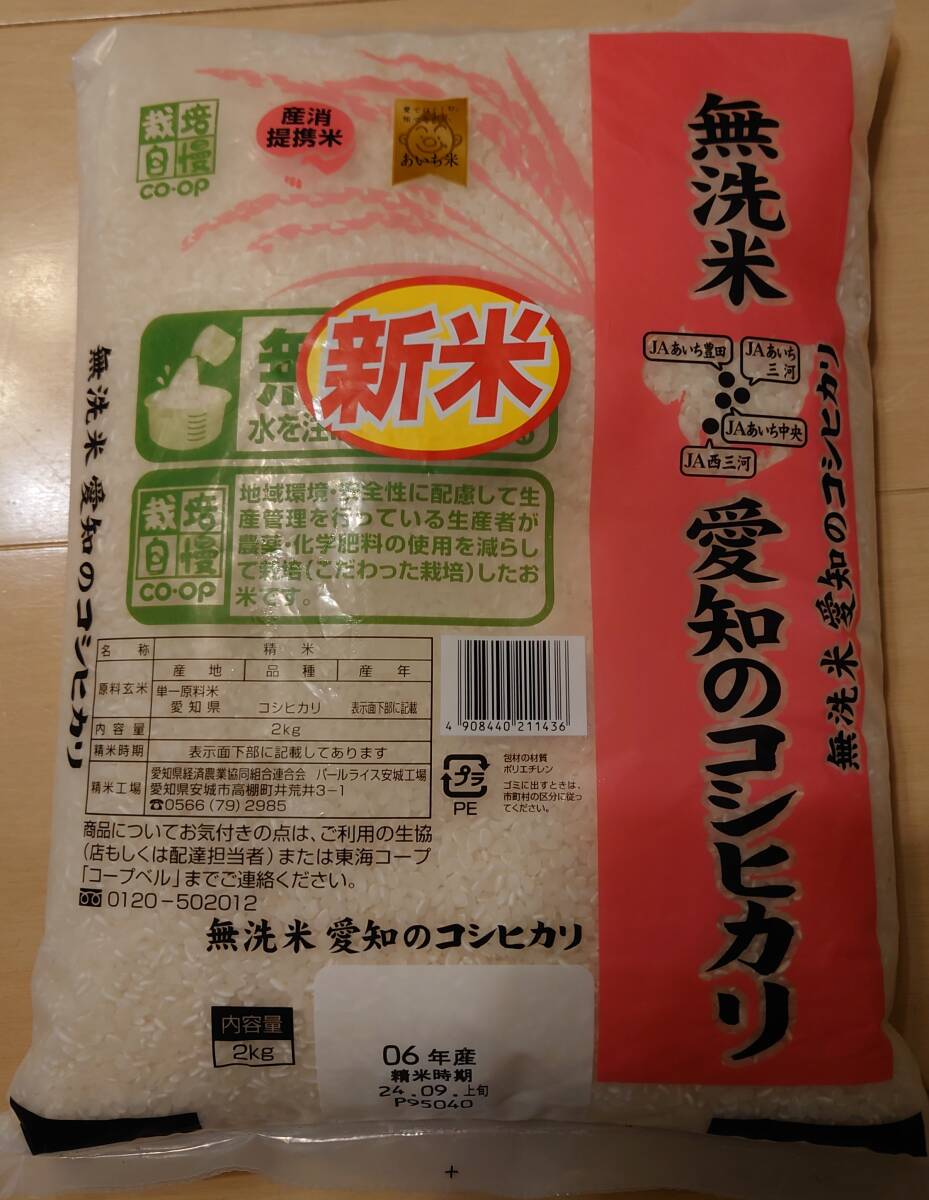 栽培
自慢
CO·OP
産消
提携米
あいち米
無洗米
JAあいち豊田
JAあいち
三河
JAあいち中央
JA西三河
愛知のコシヒカリ
無洗米 愛知のコシヒカリ
無洗米 愛知のコシヒカリ
新米
水を注
栽培
自慢
CO·OP
地域環境・安全性に配慮して生
産管理を行っている生産者が
農薬・化学肥料の使用を減らし
て栽培(こだわった栽培)したお
米です。
名称 精米
原料玄米 産地 品種 産年
単一原料米
愛知県 コシヒカリ 表示面下部に記載
内容量 2kg
精米時期 表示面下部に記載してあります
精米工場 愛知県経済農業協同組合連合会 パールライス安城工場
愛知県安城市高棚町井荒井3-1
☎0566(79)2985
4 908440 211436
プラ
PE
包材の材質
ポリエチレン
ゴミに出すときは、
市町村の区分に従っ
てください。
商品についてお気付きの点は、ご利用の生協
(店もしくは配達担当者)または東海コープ
「コープベル」までご連絡ください。
0120-502012
無洗米 愛知のコシヒカリ
内容量
2kg
06年産
精米時期
24.09.上旬
P95040